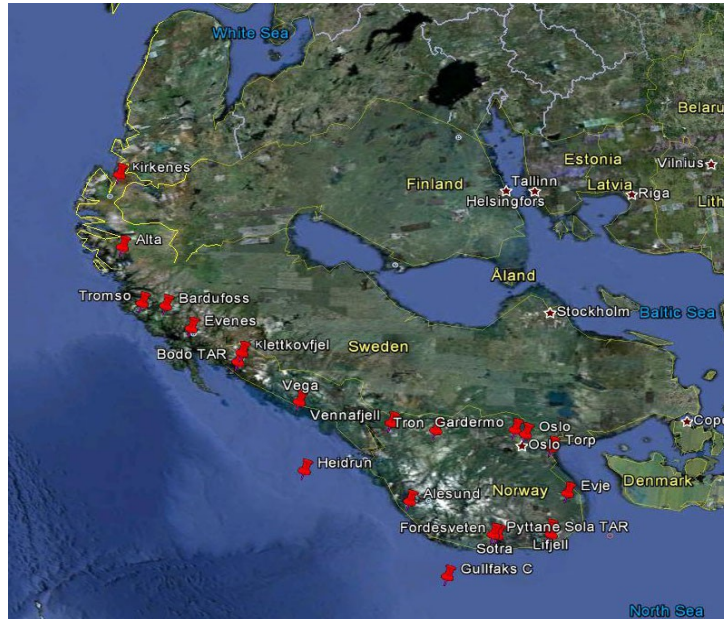 White Sea
Belaru
Kirkenes
Estonia
Vilnius
Finland
Tallinn
Latvia
Riga
Helsingfors
Lith
Alta
Åland
Tromso
Bardufoss
Stockholm
Baltic Sea
Evenes
Klettkovfjel
Bodo TAR
Sweden
Vega
Vennafjell
Tron
Gardermo
Oslo
Cope
Oslo
Torp
Heidrun
Denmark
Alesund
Norway
Evje
Fordesveten
Pyttane
Sola TAR
Sotra
Lifjell
Gullfaks C
North Sea